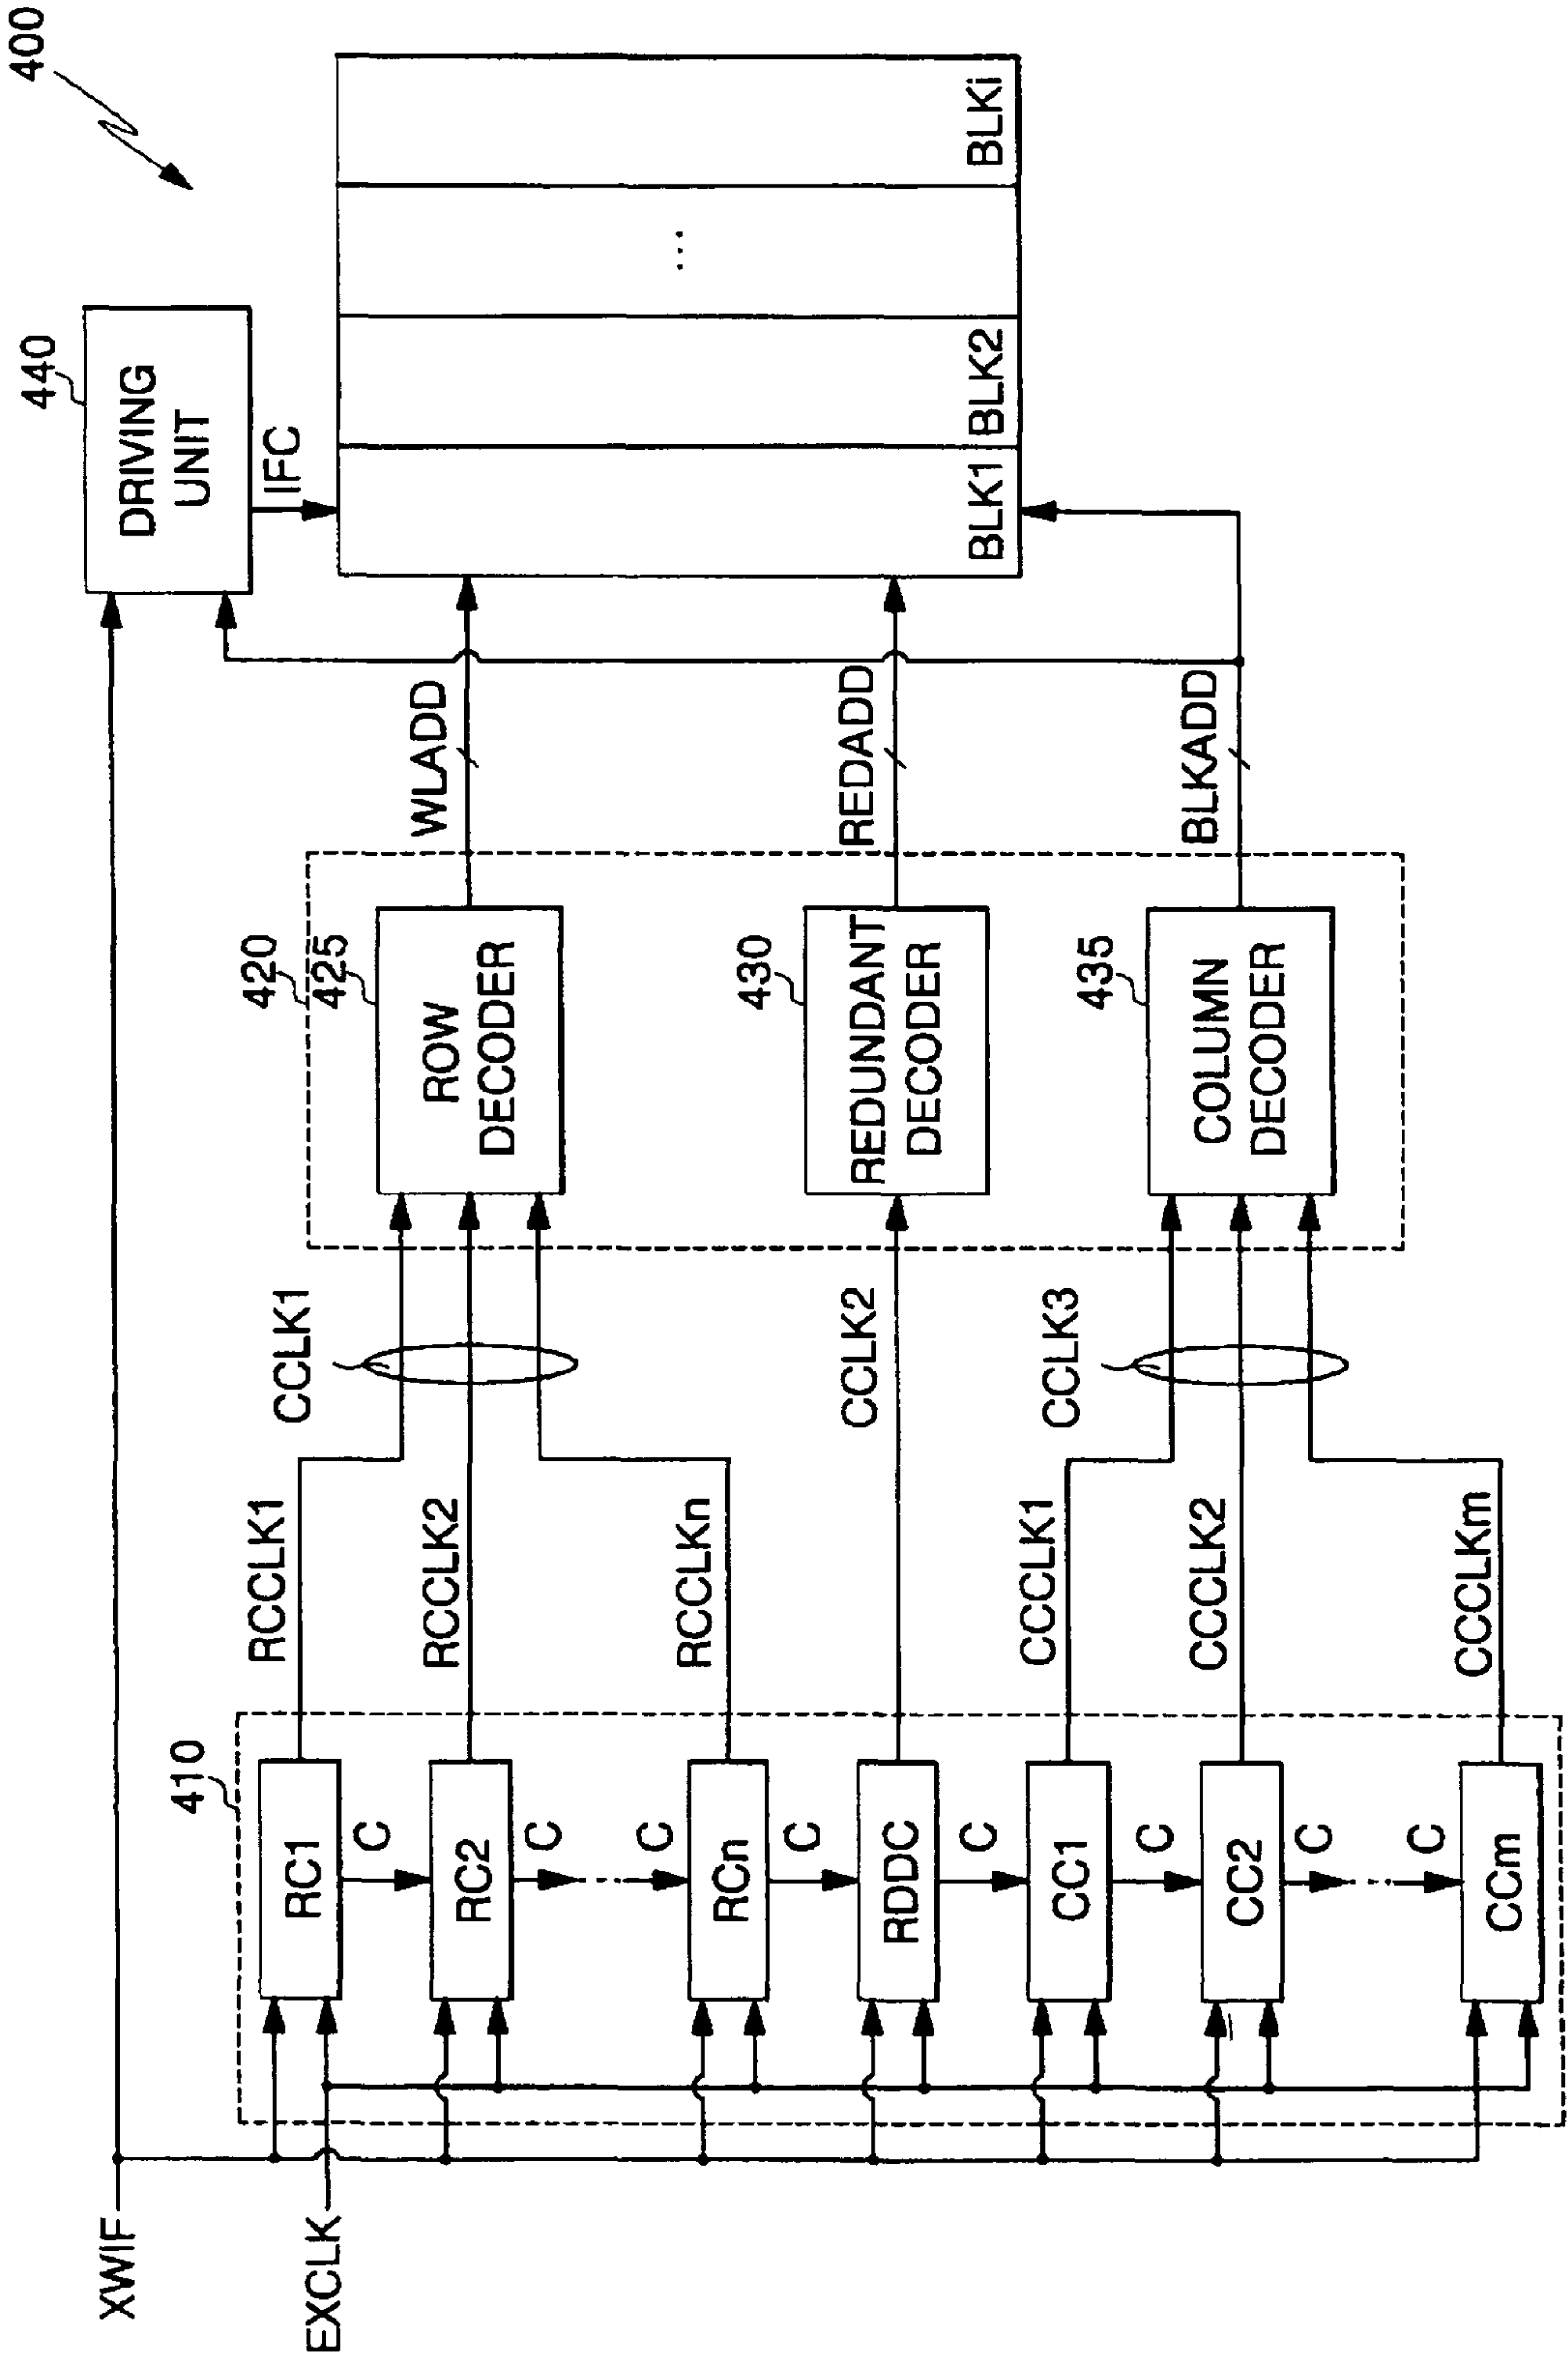 400
XWIF
EXCLK
410
RC1
C
RC2
C
C
RCn
C
RDDC
C
CC1
C
CC2
C
C
CCm
RCCLK1
RCCLK2
RCCLKn
CCCLK1
CCCLK2
CCCLKm
CCLK1
CCLK2
CCLK3
420
425
ROW
DECODER
430
REDUNDANT
DECODER
435
COLUMN
DECODER
WLADD
REDADD
BLKADD
440
DRIVING
UNIT
IFC
BLK1
BLK2
...
BLKi